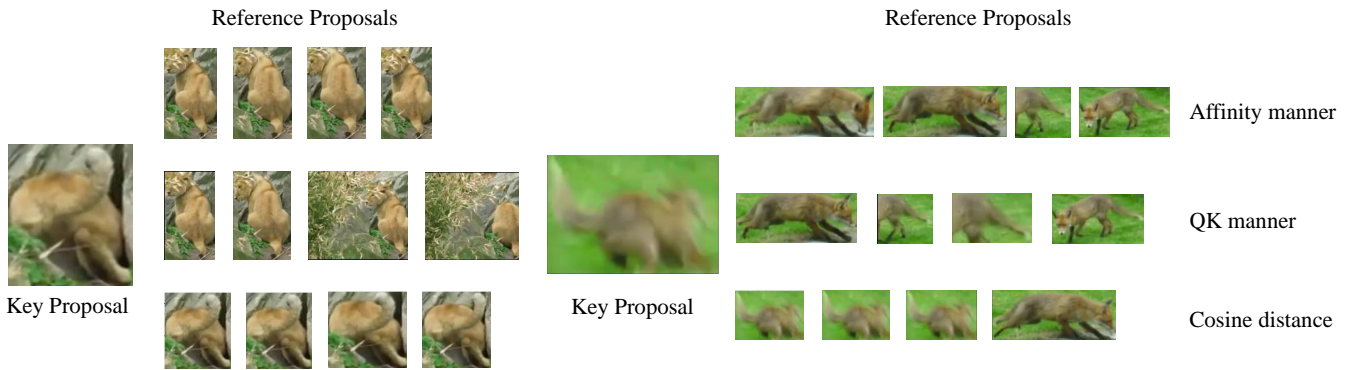 Reference Proposals
Reference Proposals
Affinity manner
QK manner
Key Proposal
Key Proposal
Cosine distance